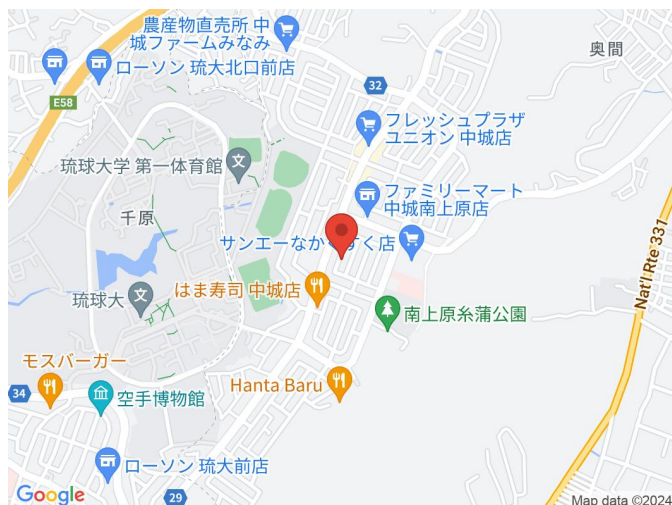 農産物直売所 中
城ファームみなみ
ローソン 琉大北口前店
E58
32
奥間
フレッシュプラザ
ユニオン 中城店
琉球大学 第一体育館
千原
ファミリーマート
中城南上原店
サンエーなかぐすく店
Nat'l Rte 331
はま寿司 中城店
琉球大
南上原糸蒲公園
モスバーガー
34
Hanta Baru
空手博物館
ローソン 琉大前店
29
Google
Map data ©2024